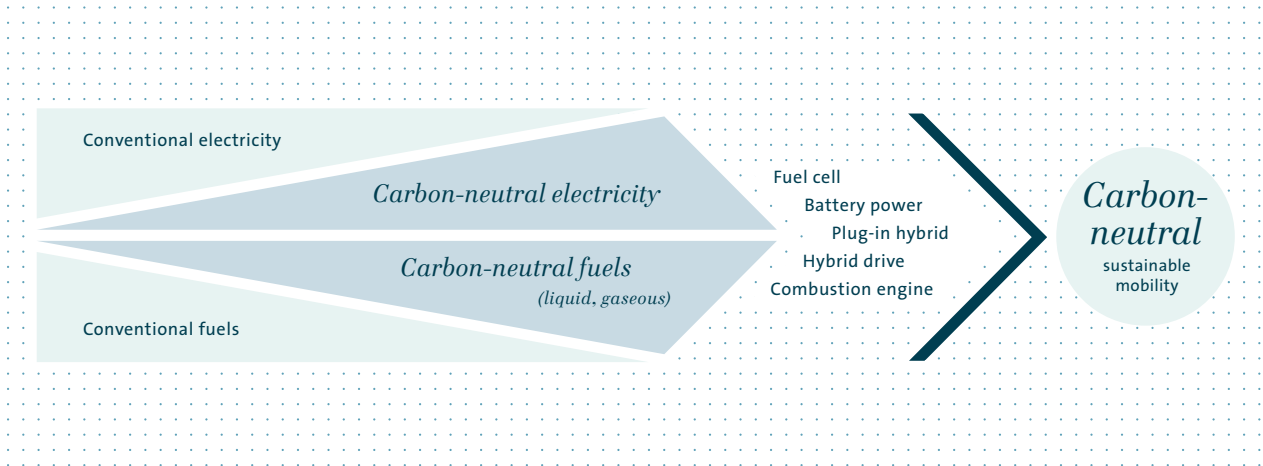 Conventional electricity
Carbon-neutral electricity
Carbon-neutral fuels
(liquid, gaseous)
Conventional fuels
Fuel cell
Battery power
Plug-in hybrid
Hybrid drive
Combustion engine
Carbon-
neutral
sustainable
mobility